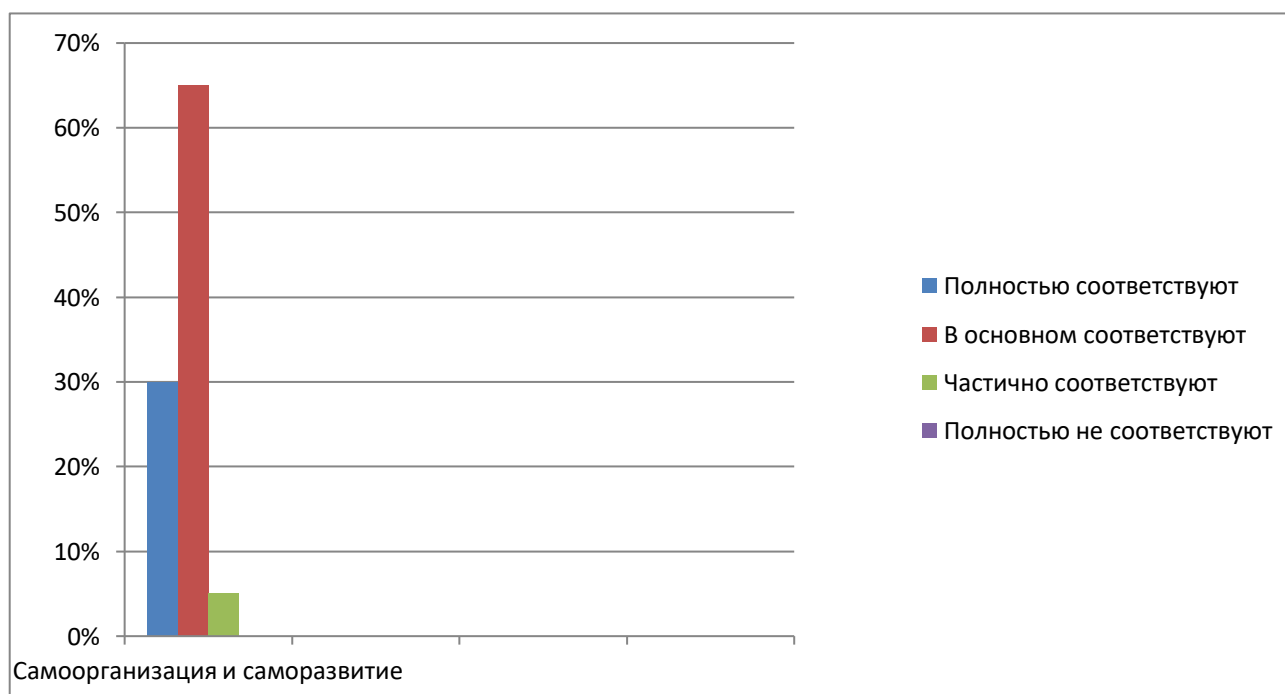 70%
60%
50%
40%
30%
20%
10%
0%
Самоорганизация и саморазвитие
Полностью соответствуют
В основном соответствуют
Частично соответствуют
Полностью не соответствуют